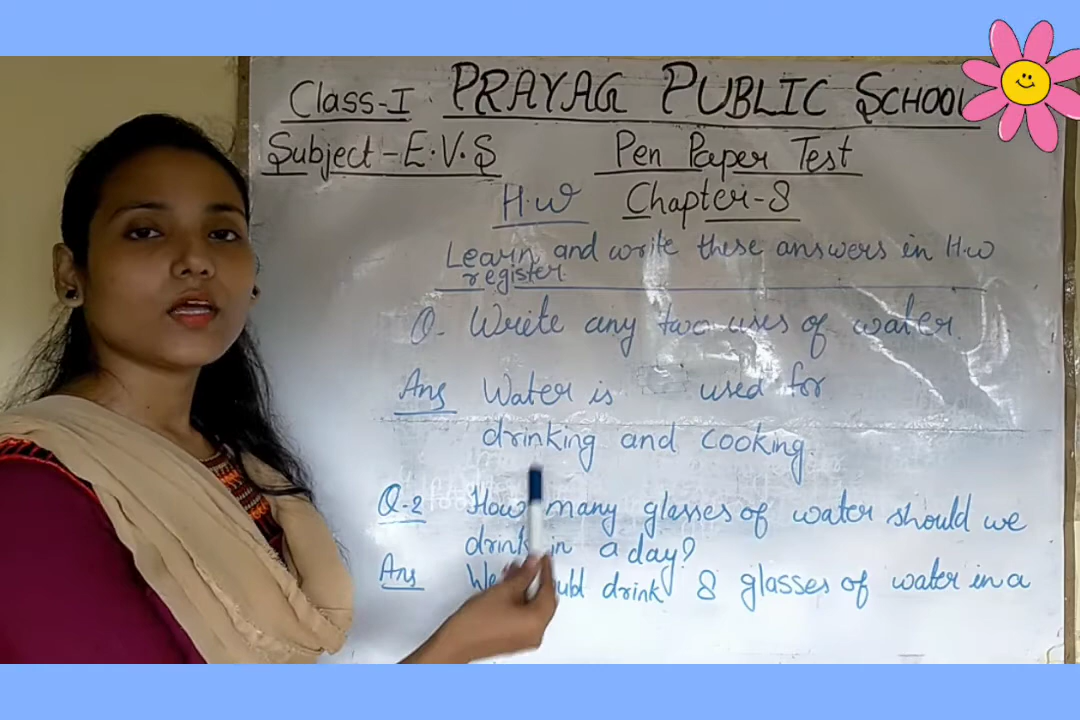 Class-I PRAYAG PUBLIC SCHOOL
Subject-E.V.S Pen Paper Test
H.W Chapter-8
Learn and write these answers in H.w
register
Q. Write any two uses of water.
Ans Water is used for
drinking and cooking.
Q-2 How many glasses of water should we
drink in a day?
Ans We drink 8 glasses of water in a